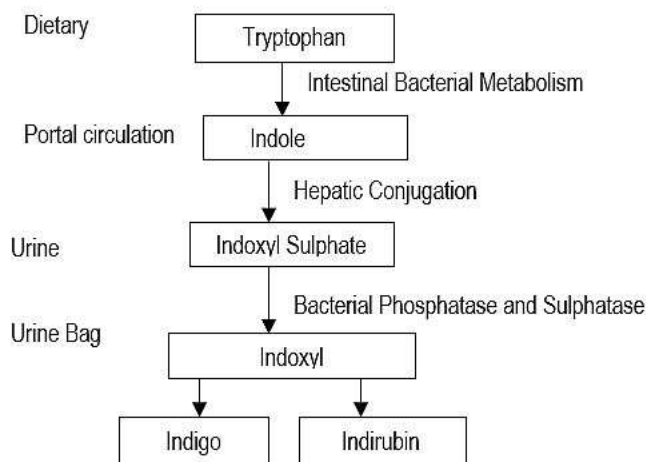 Dietary
Tryptophan
Intestinal Bacterial Metabolism
Portal circulation
Indole
Hepatic Conjugation
Urine
Indoxyl Sulphate
Bacterial Phosphatase and Sulphatase
Urine Bag
Indoxyl
Indigo
Indirubin